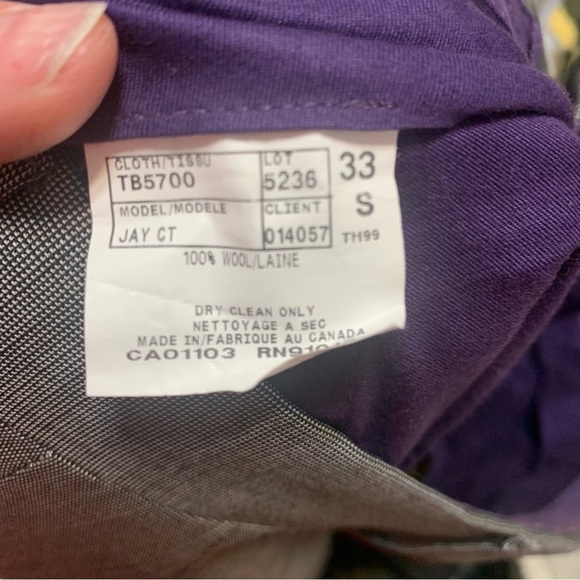 CLOTH/TISSU LOT 33
TB5700 5236
MODEL/MODELE CLIENT S
JAY CT 014057 TH99
100% WOOL/LAINE
DRY CLEAN ONLY
NETTOYAGE A SEC
MADE IN/FABRIQUE AU CANADA
CA01103